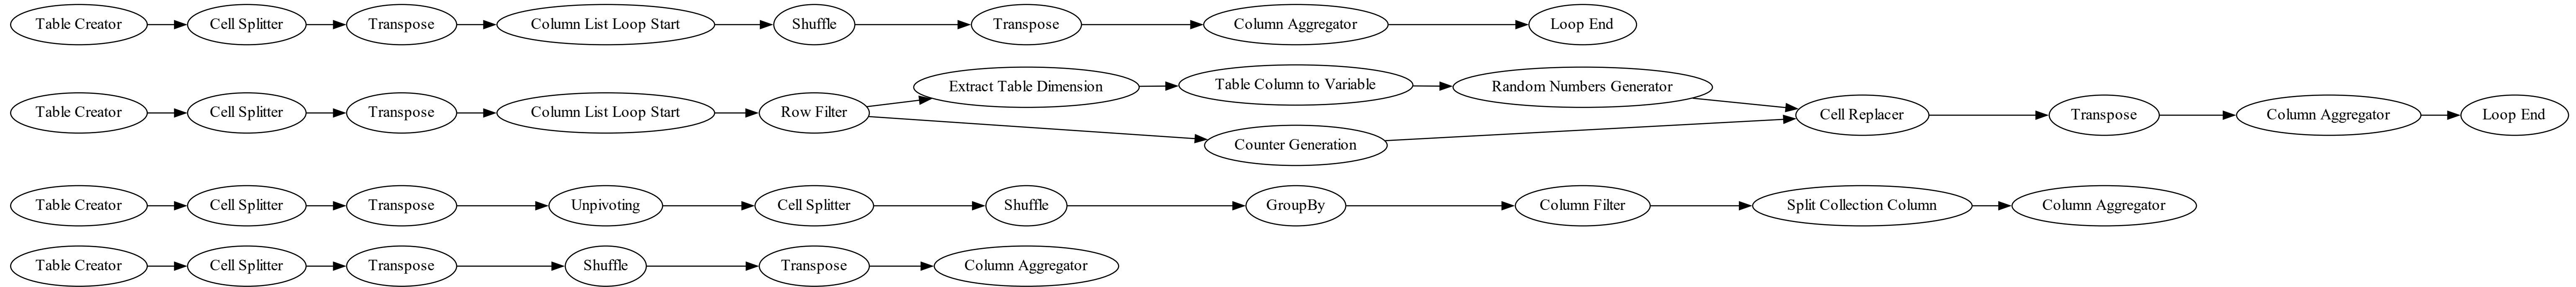 Table Creator
Cell Splitter
Transpose
Column List Loop Start
Shuffle
Transpose
Column Aggregator
Loop End
Table Creator
Cell Splitter
Transpose
Column List Loop Start
Row Filter
Extract Table Dimension
Table Column to Variable
Random Numbers Generator
Counter Generation
Cell Replacer
Transpose
Column Aggregator
Loop End
Table Creator
Cell Splitter
Transpose
Unpivoting
Cell Splitter
Shuffle
GroupBy
Column Filter
Split Collection Column
Column Aggregator
Table Creator
Cell Splitter
Transpose
Shuffle
Transpose
Column Aggregator